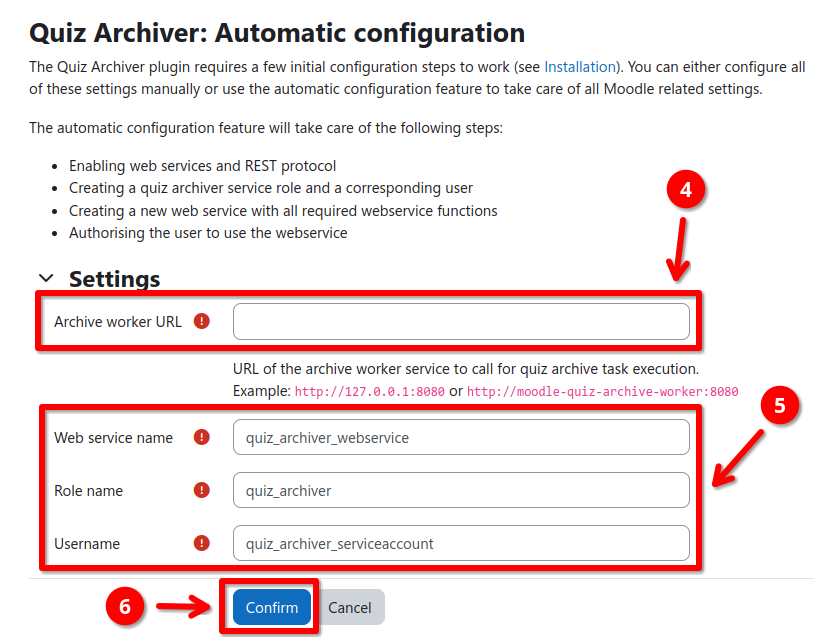 Quiz Archiver: Automatic configuration
The Quiz Archiver plugin requires a few initial configuration steps to work (see Installation). You can either configure all
of these settings manually or use the automatic configuration feature to take care of all Moodle related settings.
The automatic configuration feature will take care of the following steps:
• Enabling web services and REST protocol
• Creating a quiz archiver service role and a corresponding user
• Creating a new web service with all required webservice functions
• Authorising the user to use the webservice
4
Settings
Archive worker URL !
URL of the archive worker service to call for quiz archive task execution.
Example: http://127.0.0.1:8080 or http://moodle-quiz-archive-worker:8080
5
Web service name ! quiz_archiver_webservice
Role name ! quiz_archiver
Username ! quiz_archiver_serviceaccount
6 Confirm Cancel